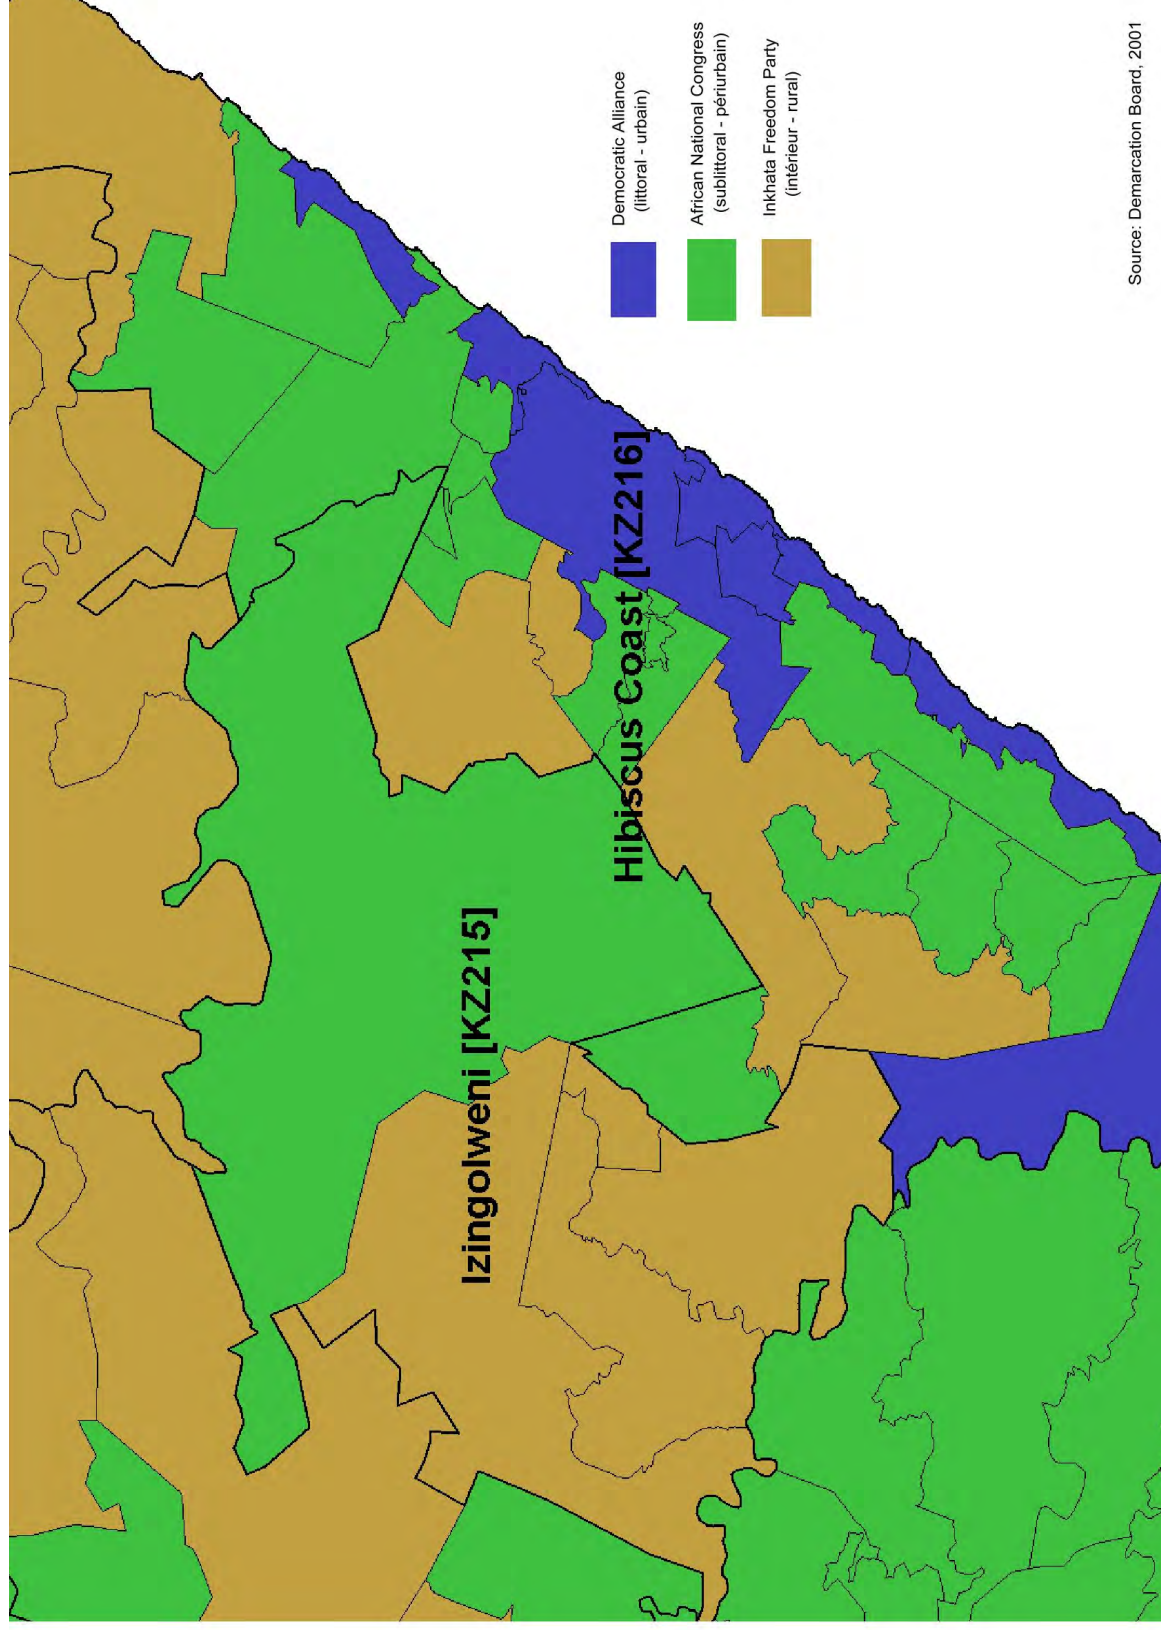 Democratic Alliance
(littoral - urbain)
African National Congress
(sublittoral - périurbain)
Inkhata Freedom Party
(intérieur - rural)
Izingolweni [KZ215]
Hibiscus Coast [KZ216]
Source: Demarcation Board, 2001